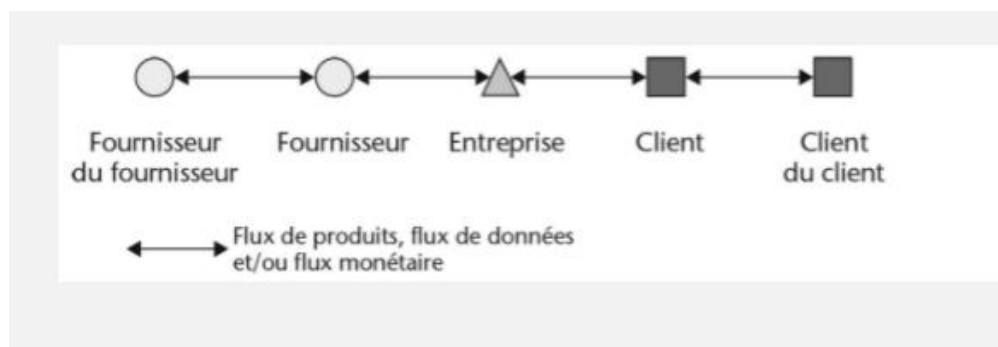 Fournisseur
du fournisseur
Fournisseur
Entreprise
Client
Client
du client
Flux de produits, flux de données
et/ou flux monétaire